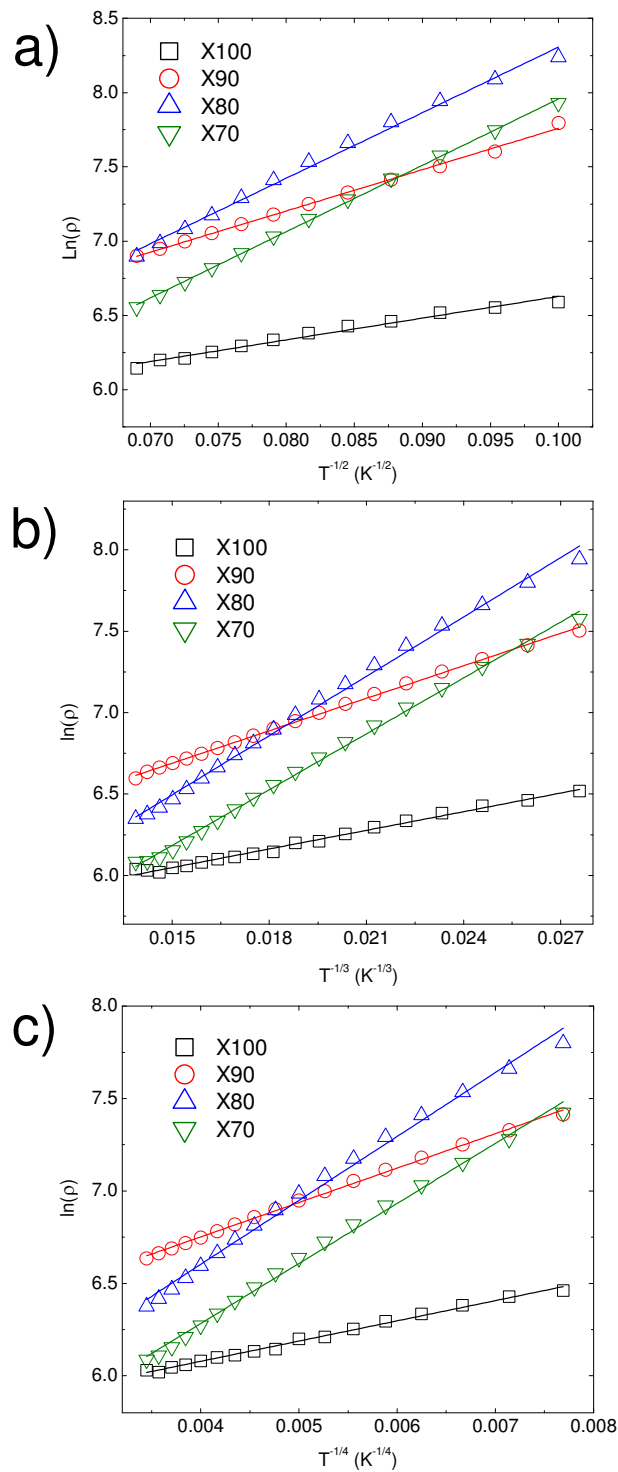 a)
X100
X90
X80
X70
8.5
8.0
7.5
7.0
6.5
6.0
Ln(ρ)
0.070 0.075 0.080 0.085 0.090 0.095 0.100
T-1/2 (K-1/2)
b)
X100
X90
X80
X70
8.0
7.5
7.0
6.5
6.0
ln(ρ)
0.015 0.018 0.021 0.024 0.027
T-1/3 (K-1/3)
c)
X100
X90
X80
X70
8.0
7.5
7.0
6.5
6.0
ln(ρ)
0.004 0.005 0.006 0.007 0.008
T-1/4 (K-1/4)